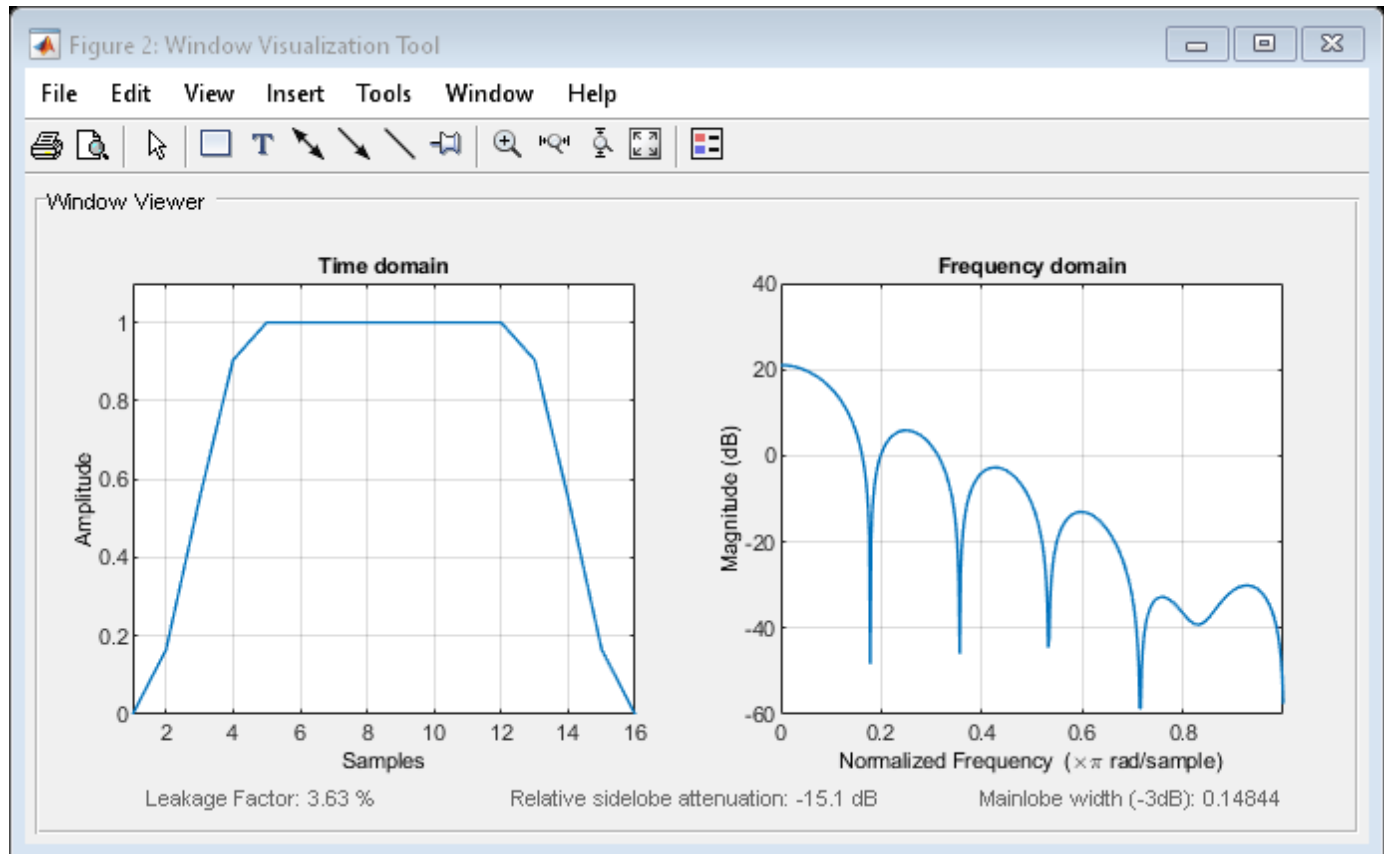 Figure 2: Window Visualization Tool
File Edit View Insert Tools Window Help
T
Window Viewer
Time domain
1
0.8
0.6
0.4
0.2
0
2 4 6 8 10 12 14 16
Amplitude
Samples
Frequency domain
40
20
0
-20
-40
-60
0 0.2 0.4 0.6 0.8
Magnitude (dB)
Normalized Frequency (×π rad/sample)
Leakage Factor: 3.63 %
Relative sidelobe attenuation: -15.1 dB
Mainlobe width (-3dB): 0.14844